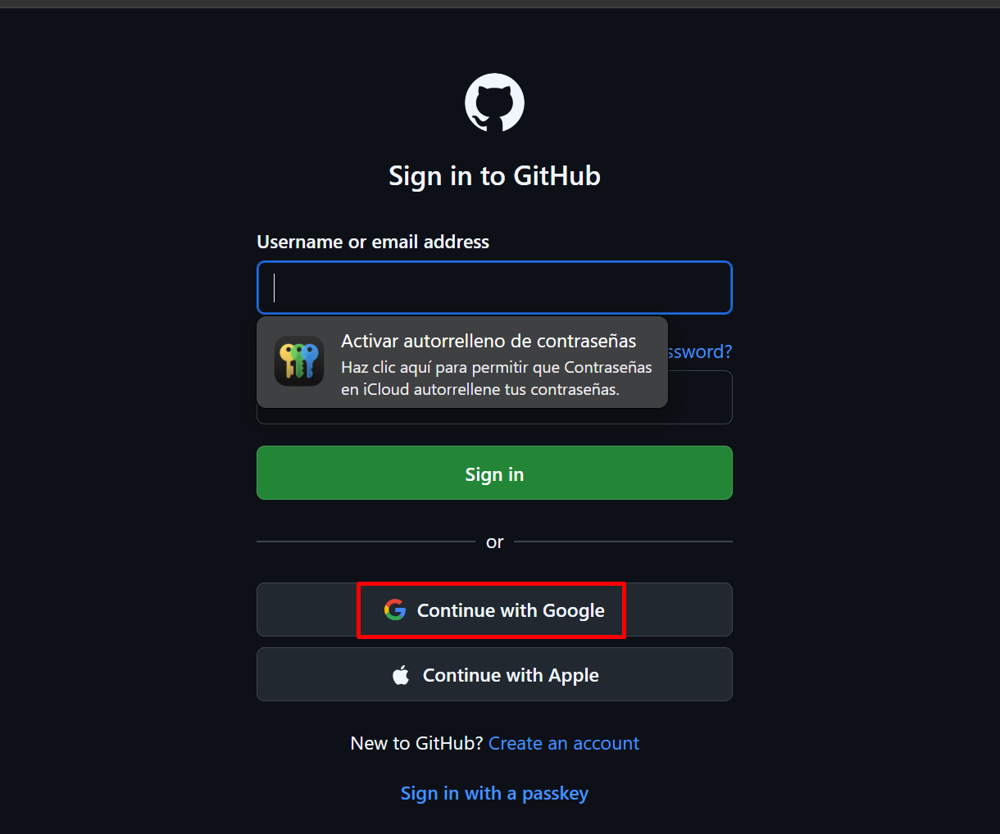 Sign in to GitHub
Username or email address
Activar autorrelleno de contraseñas
Haz clic aquí para permitir que Contraseñas
en iCloud autorrellene tus contraseñas.
ssword?
Sign in
or
Continue with Google
Continue with Apple
New to GitHub? Create an account
Sign in with a passkey